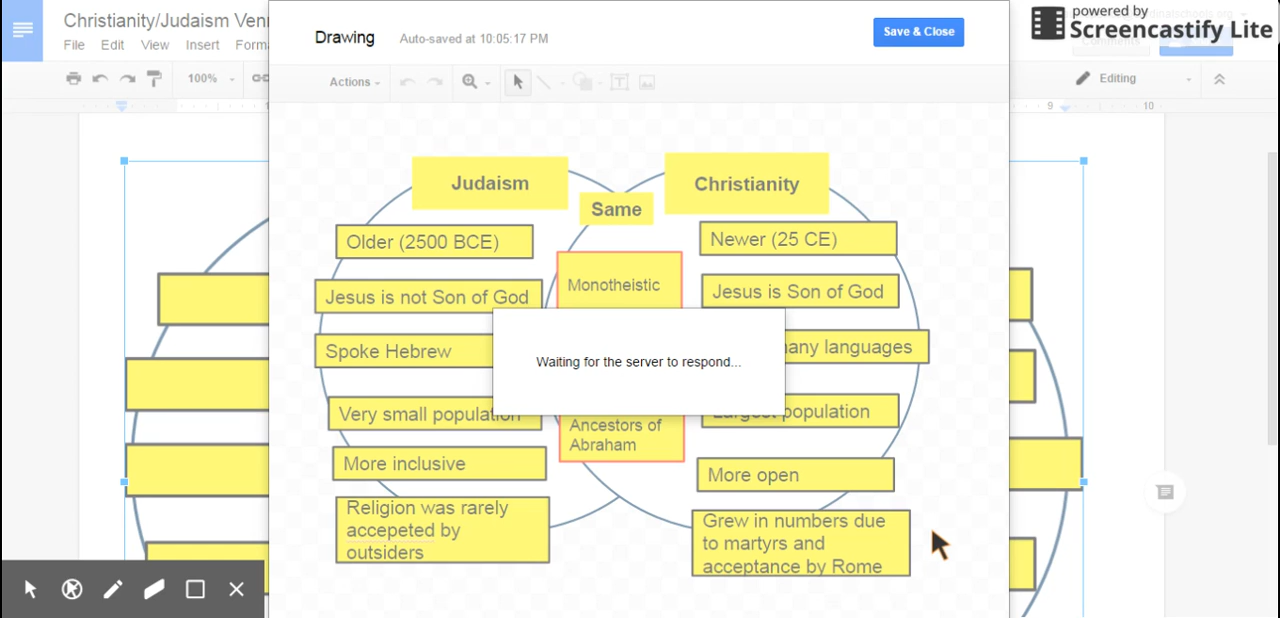 Christianity/Judaism Venn
powered by
Screencastify Lite
File Edit View Insert Forma
Drawing
Auto-saved at 10:05:17 PM
Save & Close
100%
Actions
Editing
9 10
Judaism
Christianity
Same
Older (2500 BCE)
Newer (25 CE)
Monotheistic
Jesus is not Son of God
Jesus is Son of God
Spoke Hebrew
many languages
Waiting for the server to respond...
Very small population
Largest population
Ancestors of
Abraham
More inclusive
More open
Religion was rarely
accepeted by
outsiders
Grew in numbers due
to martyrs and
acceptance by Rome